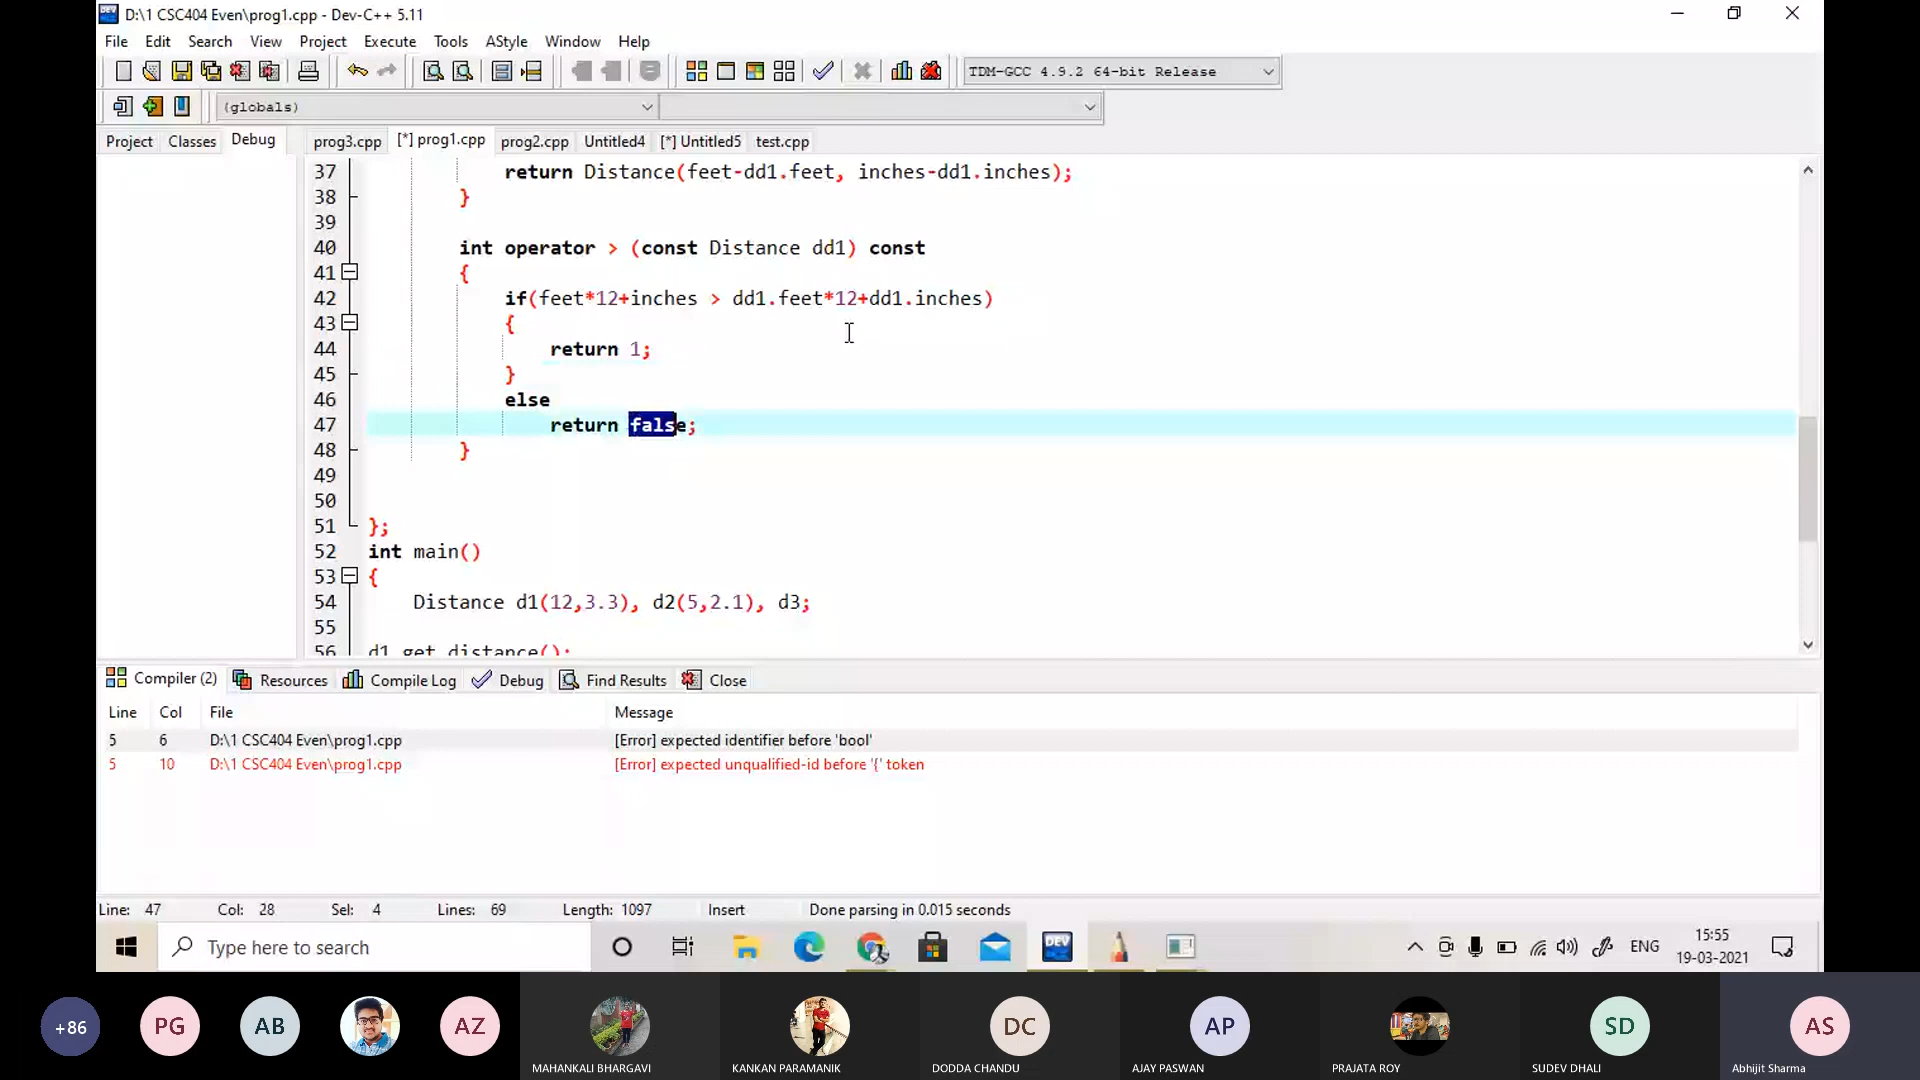 D:\1 CSC404 Even\prog1.cpp - Dev-C++ 5.11
File Edit Search View Project Execute Tools AStyle Window Help
TDM-GCC 4.9.2 64-bit Release
(globals)
Project Classes Debug
prog3.cpp [*] prog1.cpp prog2.cpp Untitled4 [*] Untitled5 test.cpp
37 return Distance(feet-dd1.feet, inches-dd1.inches);
38 }
39
40 int operator > (const Distance dd1) const
41 {
42 if(feet*12+inches > dd1.feet*12+dd1.inches)
43 {
44 return 1;
45 }
46 else
47 return false;
48 }
49
50
51 };
52 int main()
53 {
54 Distance d1(12,3.3), d2(5,2.1), d3;
55
56 d1.get_distance();
Compiler (2) Resources Compile Log Debug Find Results Close
Line Col File Message
5 6 D:\1 CSC404 Even\prog1.cpp [Error] expected identifier before 'bool'
5 10 D:\1 CSC404 Even\prog1.cpp [Error] expected unqualified-id before '{' token
Line: 47 Col: 28 Sel: 4 Lines: 69 Length: 1097 Insert Done parsing in 0.015 seconds
Type here to search
DEV
ENG
15:55
19-03-2021
+86 PG AB AZ DC AP SD AS
MAHANKALI BHARGAVI KANKAN PARAMANIK DODDA CHANDU AJAY PASWAN PRAJATA ROY SUDEV DHALI Abhijit Sharma